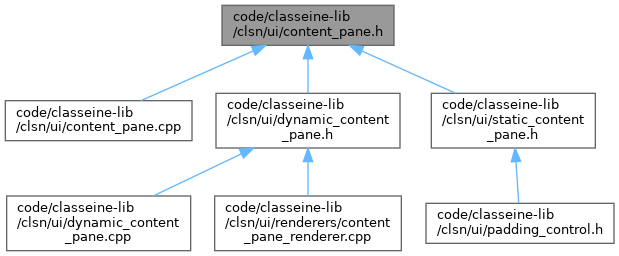 code/classeine-lib
/clsn/ui/content_pane.h
code/classeine-lib
/clsn/ui/content_pane.cpp
code/classeine-lib
/clsn/ui/dynamic_content
_pane.h
code/classeine-lib
/clsn/ui/static_content
_pane.h
code/classeine-lib
/clsn/ui/dynamic_content
_pane.cpp
code/classeine-lib
/clsn/ui/renderers/content
_pane_renderer.cpp
code/classeine-lib
/clsn/ui/padding_control.h